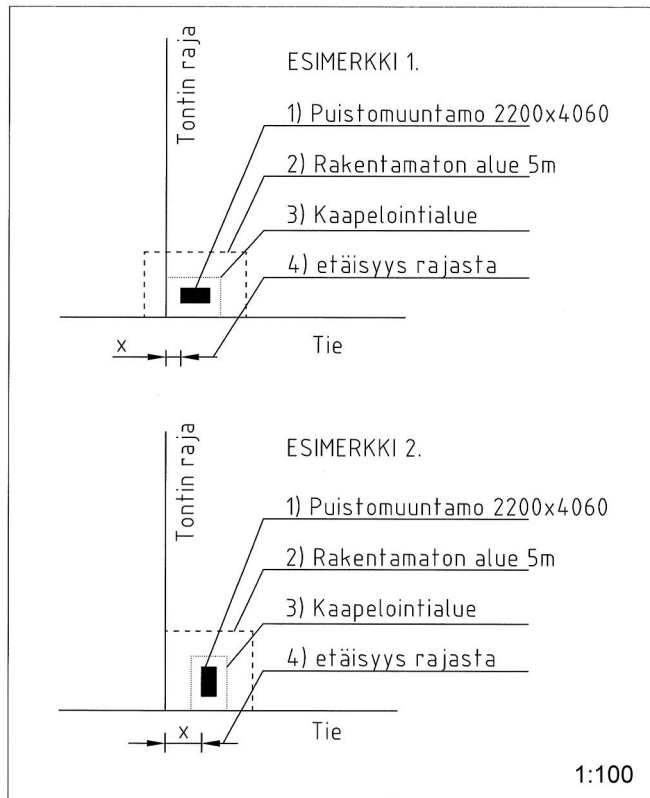 Tontin raja
ESIMERKKI 1.
1) Puistomuuntamo 2200x4060
2) Rakentamaton alue 5m
3) Kaapelointialue
4) etäisyys rajasta
x
Tie
Tontin raja
ESIMERKKI 2.
1) Puistomuuntamo 2200x4060
2) Rakentamaton alue 5m
3) Kaapelointialue
4) etäisyys rajasta
x
Tie
1:100